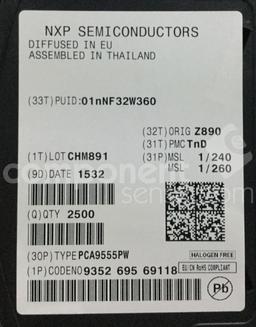 NXP SEMICONDUCTORS
DIFFUSED IN EU
ASSEMBLED IN THAILAND
(33T) PUID:01nNF32W360
(32T) ORIG Z890
(31T) PMC TnD
(1T) LOT CHM891
(31P) MSL 1/240
MSL 1/260
(9D) DATE 1532
(Q) QTY 2500
(30P) TYPE PCA9555PW
HALOGEN FREE
(1P) CODENO 9352 695 69118
EU CN RoHS COMPLIANT
Pb